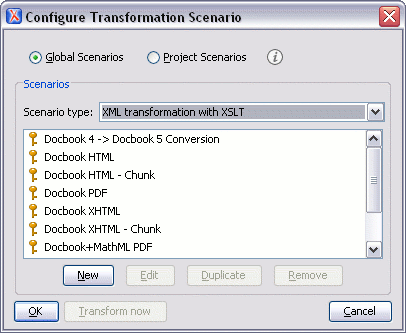 Configure Transformation Scenario
Global Scenarios Project Scenarios
Scenarios
Scenario type: XML transformation with XSLT
Docbook 4 -> Docbook 5 Conversion
Docbook HTML
Docbook HTML - Chunk
Docbook PDF
Docbook XHTML
Docbook XHTML - Chunk
Docbook+MathML PDF
New Edit Duplicate Remove
OK Transform now Cancel